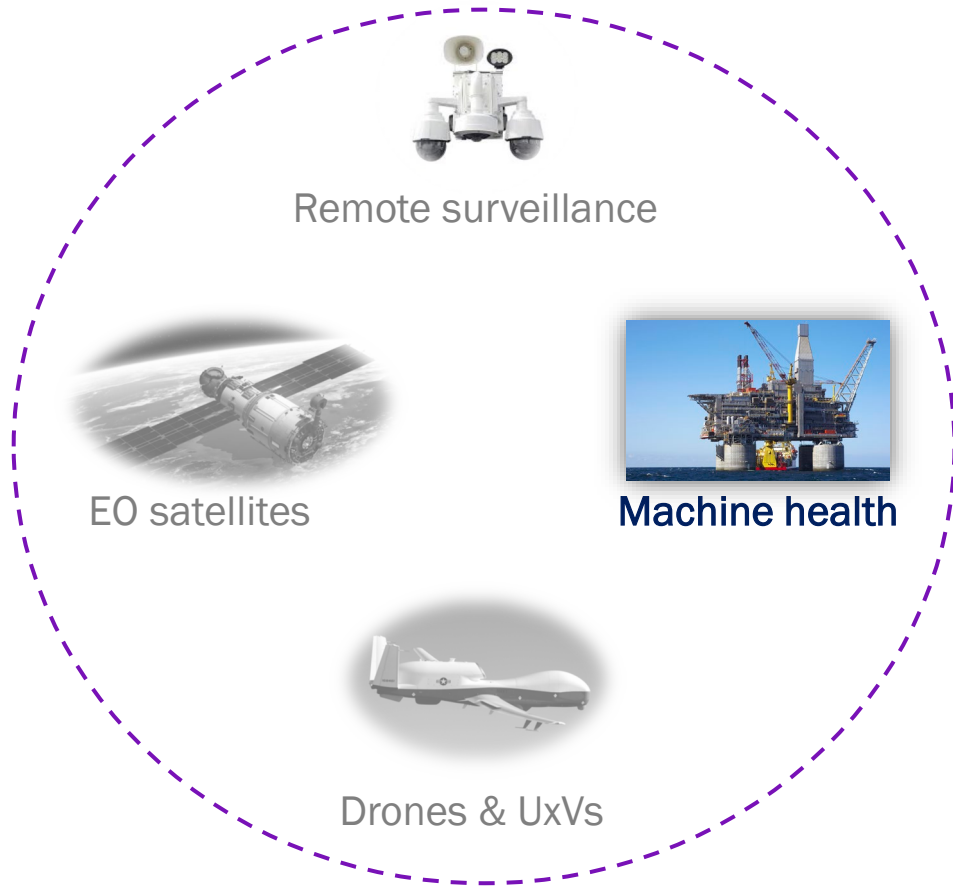 Remote surveillance
EO satellites
Machine health
Drones & UxVs